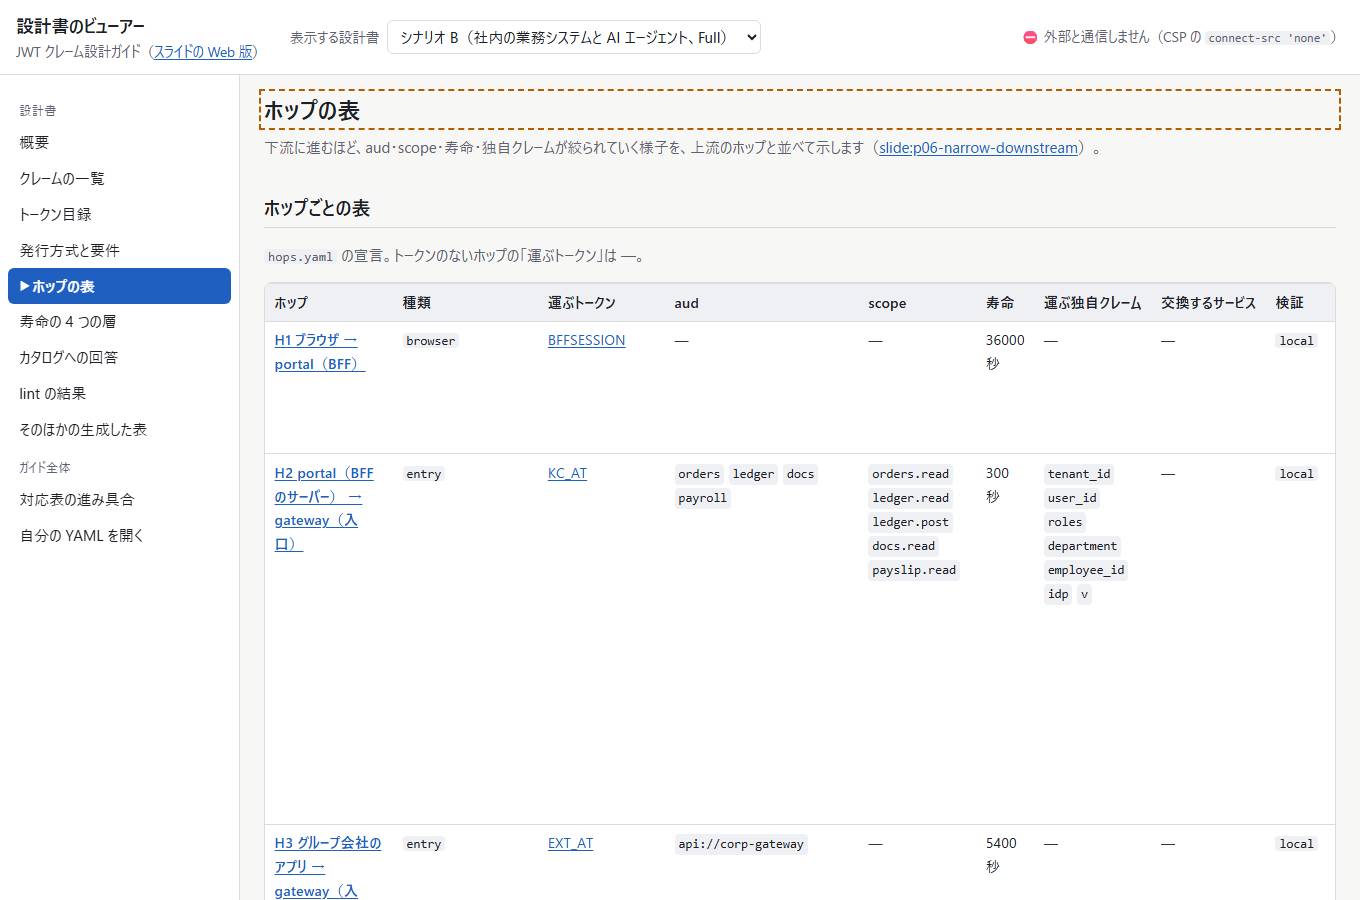 設計書のビューアー
JWT クレーム設計ガイド（スライドの Web 版）
表示する設計書
シナリオ B（社内の業務システムと AI エージェント、Full）
外部と通信しません（CSP の connect-src 'none'）
設計書
概要
クレームの一覧
トークン目録
発行方式と要件
▶ホップの表
寿命の 4 つの層
カタログへの回答
lint の結果
そのほかの生成した表
ガイド全体
対応表の進み具合
自分の YAML を開く
ホップの表
下流に進むほど、aud･scope･寿命･独自クレームが絞られていく様子を、上流のホップと並べて示します（slide:p06-narrow-downstream）。
ホップごとの表
hops.yaml の宣言。トークンのないホップの「運ぶトークン」は ―。
ホップ 種類 運ぶトークン aud scope 寿命 運ぶ独自クレーム 交換するサービス 検証
H1 ブラウザ → browser BFFSESSION — — 36000 — — local
portal（BFF） 秒
H2 portal（BFF entry KC_AT orders ledger docs orders.read 300 tenant_id — local
のサーバー） → payroll ledger.read 秒 user_id
gateway（入 ledger.post roles
口） docs.read department
payslip.read employee_id
idp v
H3 グループ会社の entry EXT_AT api://corp-gateway — 5400 — — local
アプリ → 秒
gateway（入